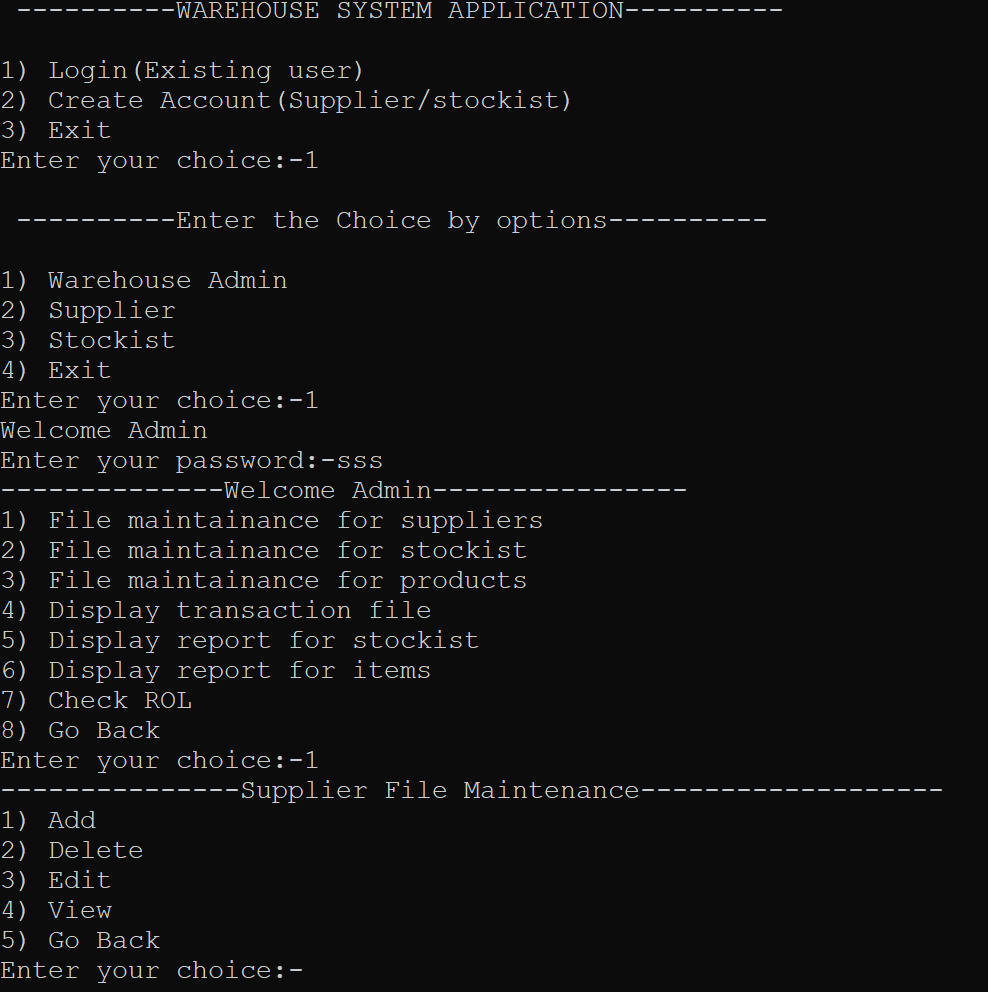 ----------WAREHOUSE SYSTEM APPLICATION----------
1) Login(Existing user)
2) Create Account(Supplier/stockist)
3) Exit
Enter your choice:-1
----------Enter the Choice by options----------
1) Warehouse Admin
2) Supplier
3) Stockist
4) Exit
Enter your choice:-1
Welcome Admin
Enter your password:-sss
--------------Welcome Admin----------------
1) File maintainance for suppliers
2) File maintainance for stockist
3) File maintainance for products
4) Display transaction file
5) Display report for stockist
6) Display report for items
7) Check ROL
8) Go Back
Enter your choice:-1
---------------Supplier File Maintenance-------------------
1) Add
2) Delete
3) Edit
4) View
5) Go Back
Enter your choice:-